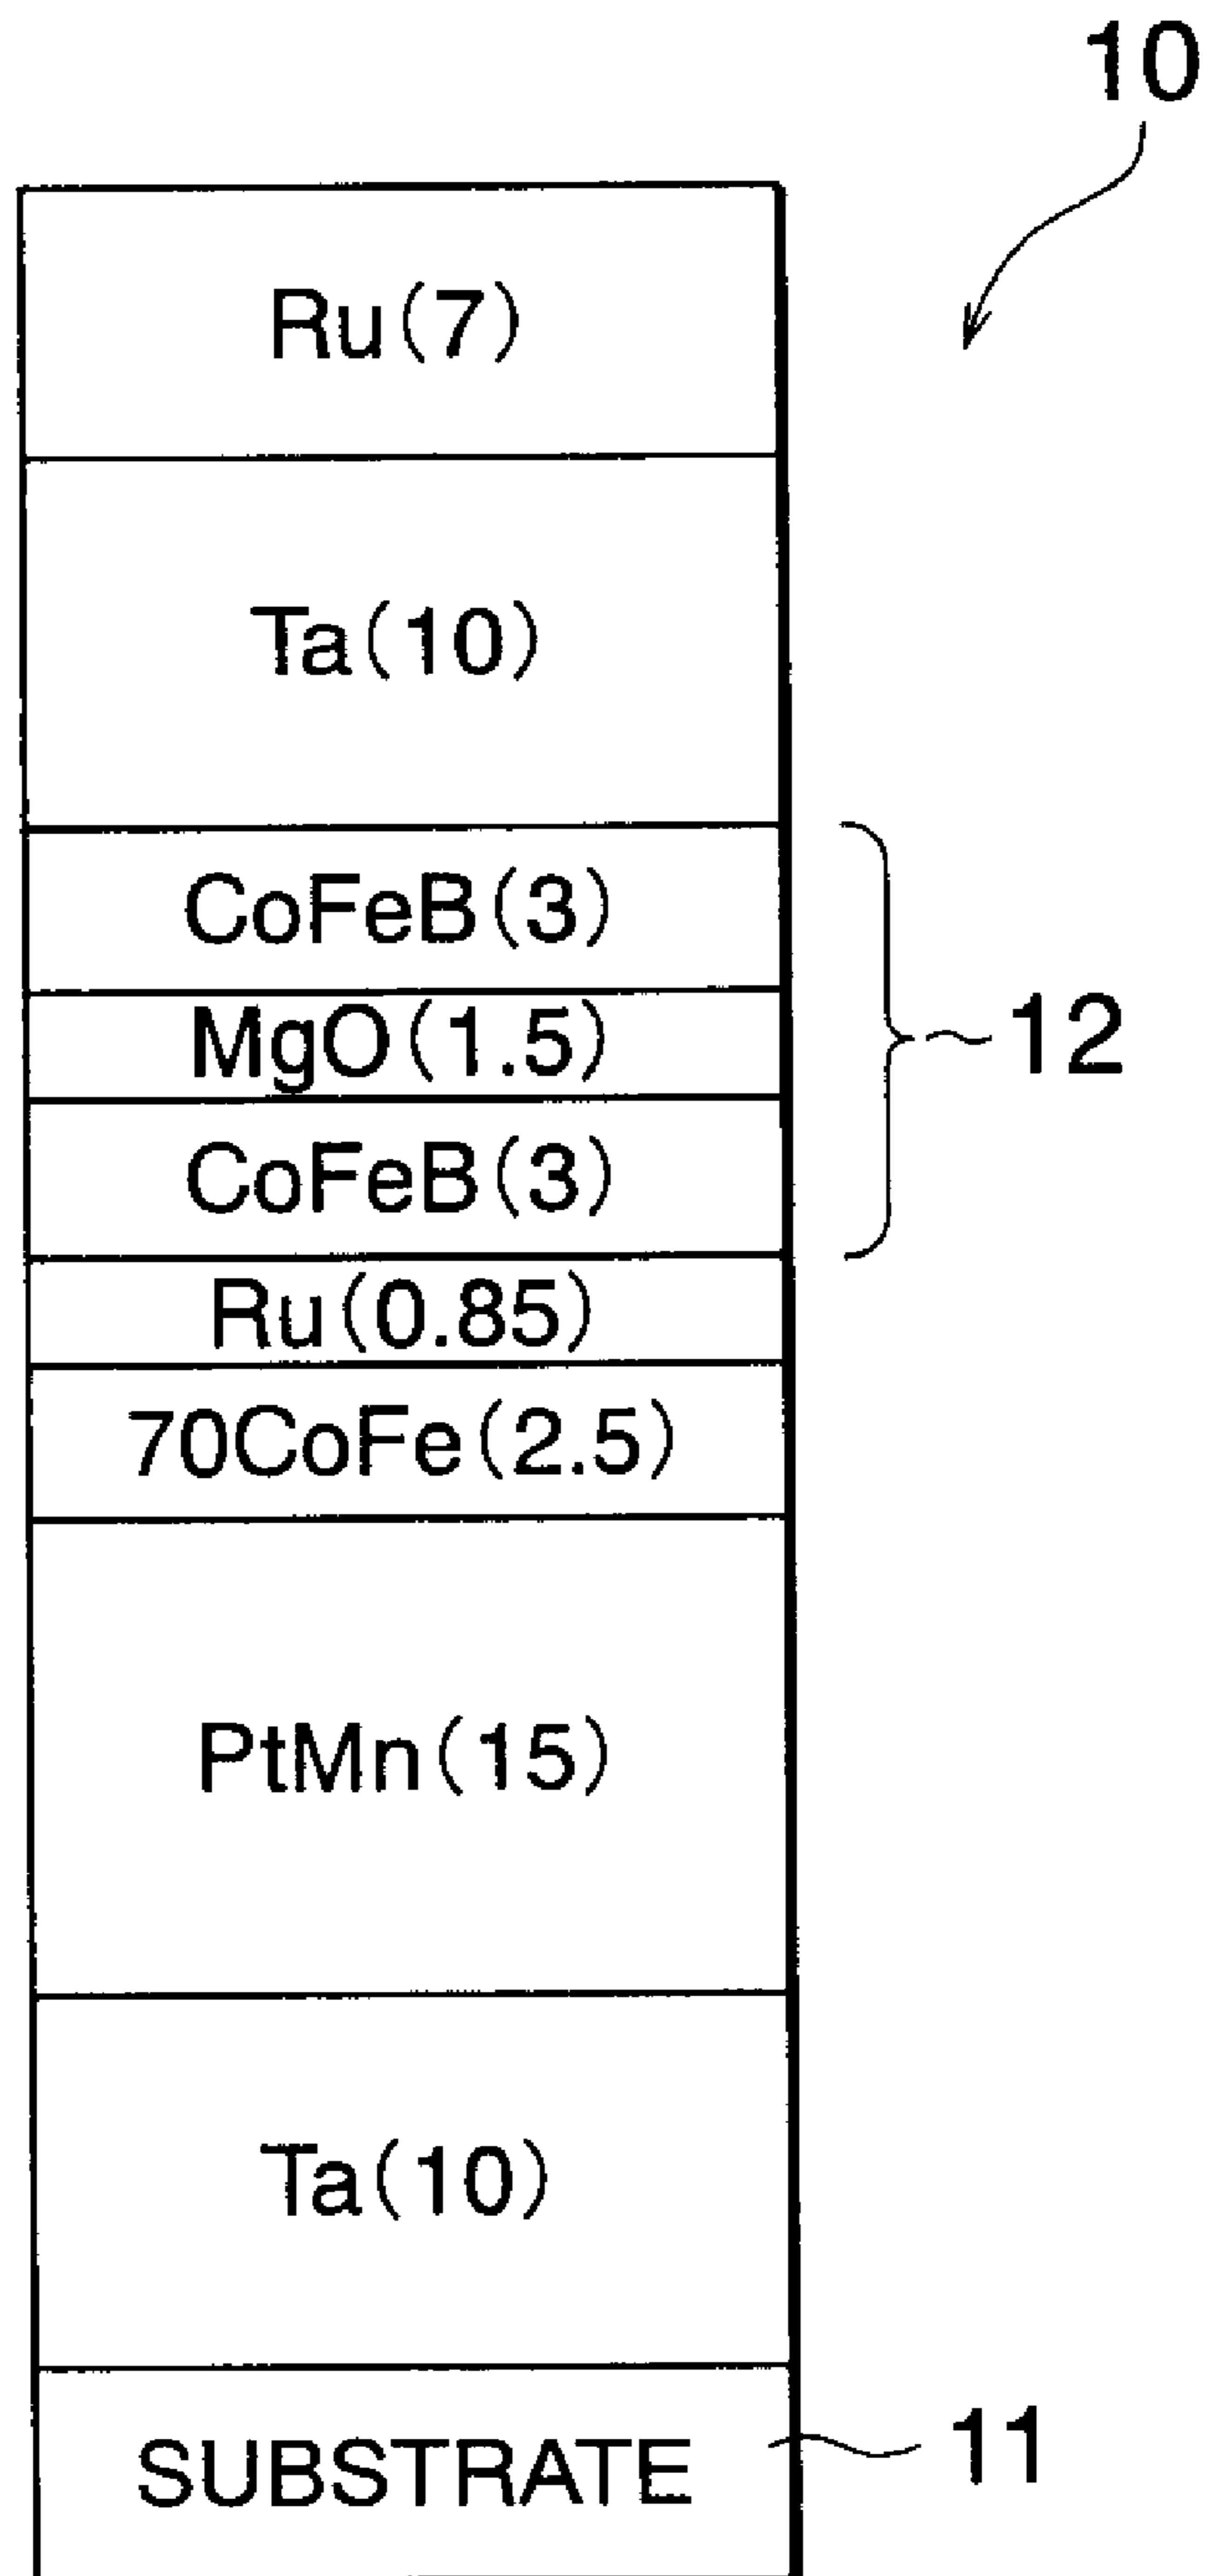 10
Ru(7)
Ta(10)
CoFeB(3)
MgO(1.5)
12
CoFeB(3)
Ru(0.85)
70CoFe(2.5)
PtMn(15)
Ta(10)
SUBSTRATE
11